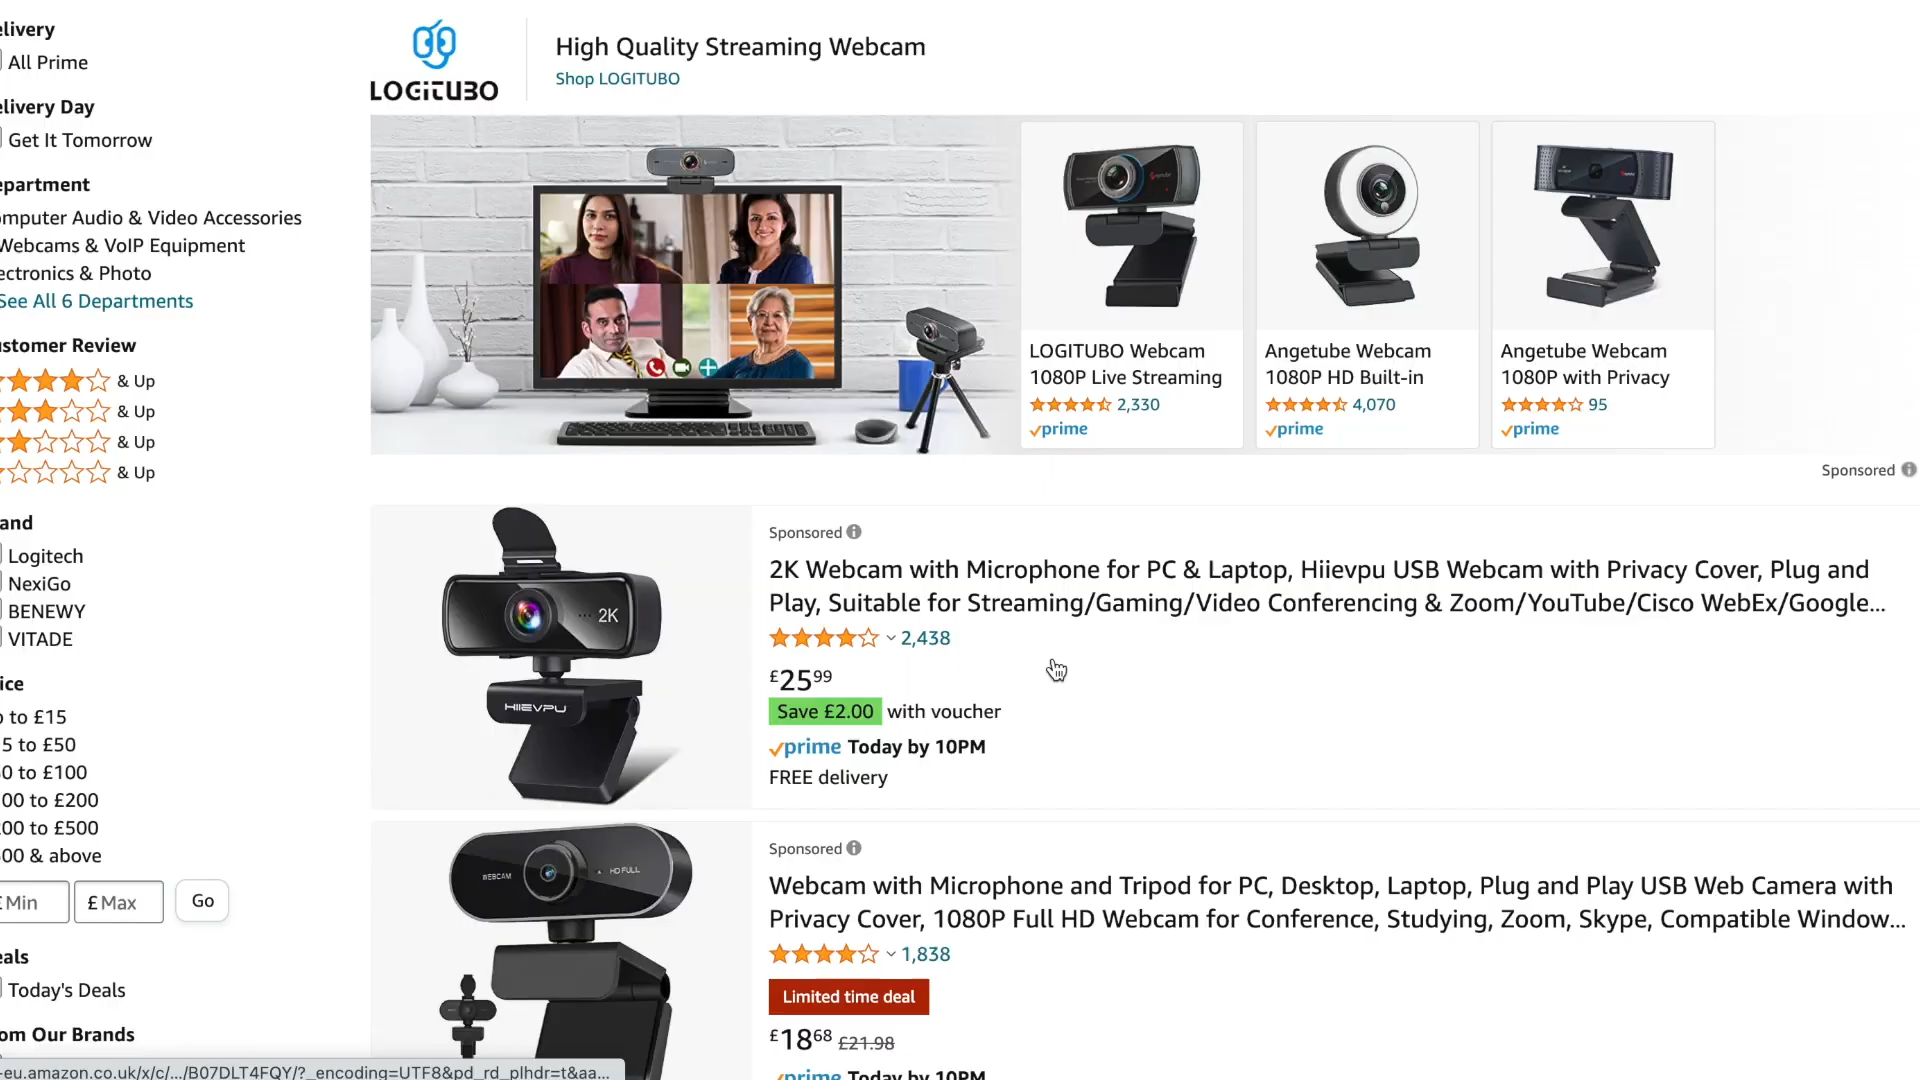 elivery
All Prime
elivery Day
Get It Tomorrow
epartment
omputer Audio & Video Accessories
Webcams & VoIP Equipment
ectronics & Photo
See All 6 Departments
ustomer Review
& Up
& Up
& Up
& Up
and
Logitech
NexiGo
BENEWY
VITADE
ice
o to £15
5 to £50
0 to £100
00 to £200
00 to £500
00 & above
£ Min
£ Max
Go
eals
Today's Deals
om Our Brands
LOGITUBO
High Quality Streaming Webcam
Shop LOGITUBO
LOGITUBO Webcam
1080P Live Streaming
2,330
prime
Angetube Webcam
1080P HD Built-in
4,070
prime
Angetube Webcam
1080P with Privacy
95
prime
Sponsored
2K
HIIEVPU
Sponsored
2K Webcam with Microphone for PC & Laptop, Hiievpu USB Webcam with Privacy Cover, Plug and
Play, Suitable for Streaming/Gaming/Video Conferencing & Zoom/YouTube/Cisco WebEx/Google...
2,438
£25 99
Save £2.00 with voucher
prime Today by 10PM
FREE delivery
WEBCAM
HD FULL
Sponsored
Webcam with Microphone and Tripod for PC, Desktop, Laptop, Plug and Play USB Web Camera with
Privacy Cover, 1080P Full HD Webcam for Conference, Studying, Zoom, Skype, Compatible Window...
1,838
Limited time deal
£18 68 £21.98
prime Today by 10PM
-eu.amazon.co.uk/x/c/.../B07DLT4FQY/?_encoding=UTF8&pd_rd_plhdr=t&aa...